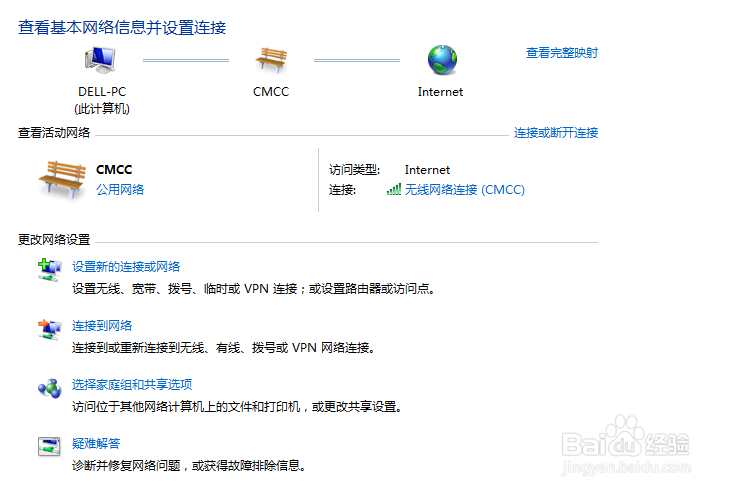 查看基本网络信息并设置连接
查看完整映射
DELL-PC
(此计算机)
CMCC
Internet
查看活动网络
连接或断开连接
CMCC
公用网络
访问类型: Internet
连接: 无线网络连接 (CMCC)
更改网络设置
设置新的连接或网络
设置无线、宽带、拨号、临时或 VPN 连接；或设置路由器或访问点。
连接到网络
连接到或重新连接到无线、有线、拨号或 VPN 网络连接。
选择家庭组和共享选项
访问位于其他网络计算机上的文件和打印机，或更改共享设置。
疑难解答
诊断并修复网络问题，或获得故障排除信息。
Baidu 经验
jingyan.baidu.com